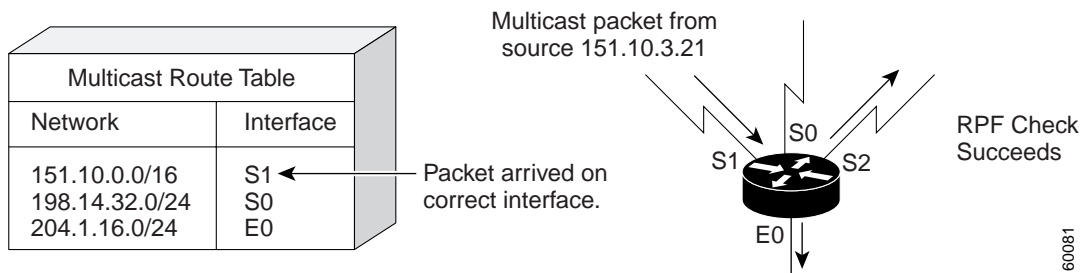 Multicast Route Table
Network Interface
151.10.0.0/16 S1
198.14.32.0/24 S0
204.1.16.0/24 E0
Packet arrived on
correct interface.
Multicast packet from
source 151.10.3.21
S0
S1
S2
E0
RPF Check
Succeeds
60081